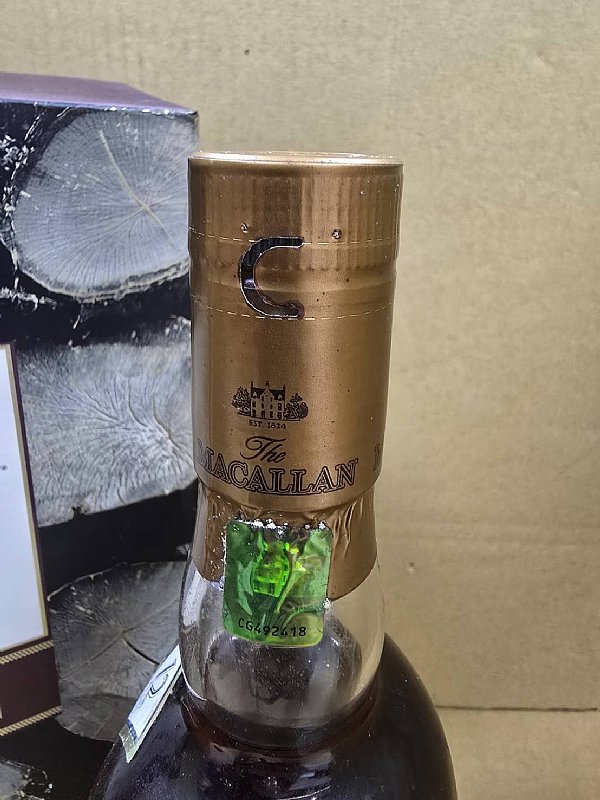 C
EST. 1824
The
MACALLAN
CG492418